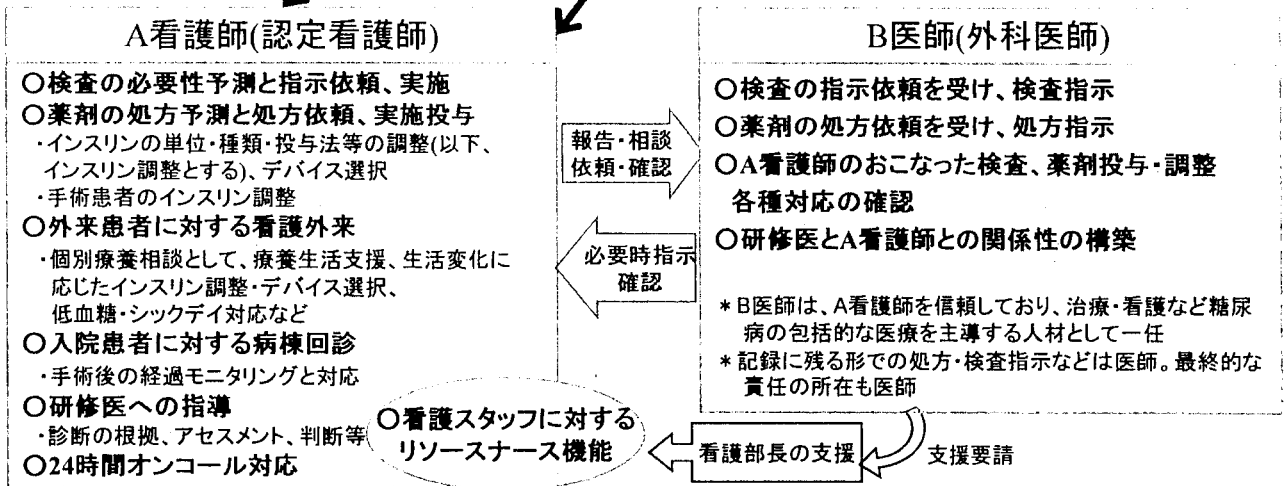 A看護師(認定看護師)
〇検査の必要性予測と指示依頼、実施
〇薬剤の処方予測と処方依頼、実施投与
・インスリンの単位・種類・投与法等の調整(以下、
インスリン調整とする)、デバイス選択
・手術患者のインスリン調整
〇外来患者に対する看護外来
・個別療養相談として、療養生活支援、生活変化に
応じたインスリン調整・デバイス選択、
低血糖・シックデイ対応など
〇入院患者に対する病棟回診
・手術後の経過モニタリングと対応
〇研修医への指導
・診断の根拠、アセスメント、判断等
〇24時間オンコール対応
〇看護スタッフに対する
リソースナース機能
報告・相談
依頼・確認
必要時指示
確認
B医師(外科医師)
〇検査の指示依頼を受け、検査指示
〇薬剤の処方依頼を受け、処方指示
〇A看護師のおこなった検査、薬剤投与・調整
各種対応の確認
〇研修医とA看護師との関係性の構築
*B医師は、A看護師を信頼しており、治療・看護など糖尿
病の包括的な医療を主導する人材として一任
*記録に残る形での処方・検査指示などは医師。最終的な
責任の所在も医師
看護部長の支援
支援要請